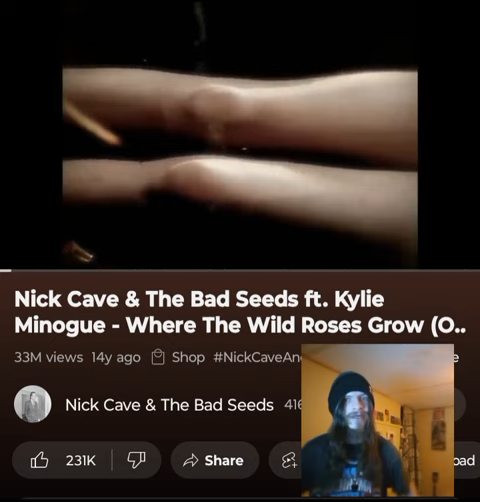 Nick Cave & The Bad Seeds ft. Kylie
Minogue - Where The Wild Roses Grow (O..
33M views 14y ago Shop #NickCaveAn
Nick Cave & The Bad Seeds 416
231K Share oad